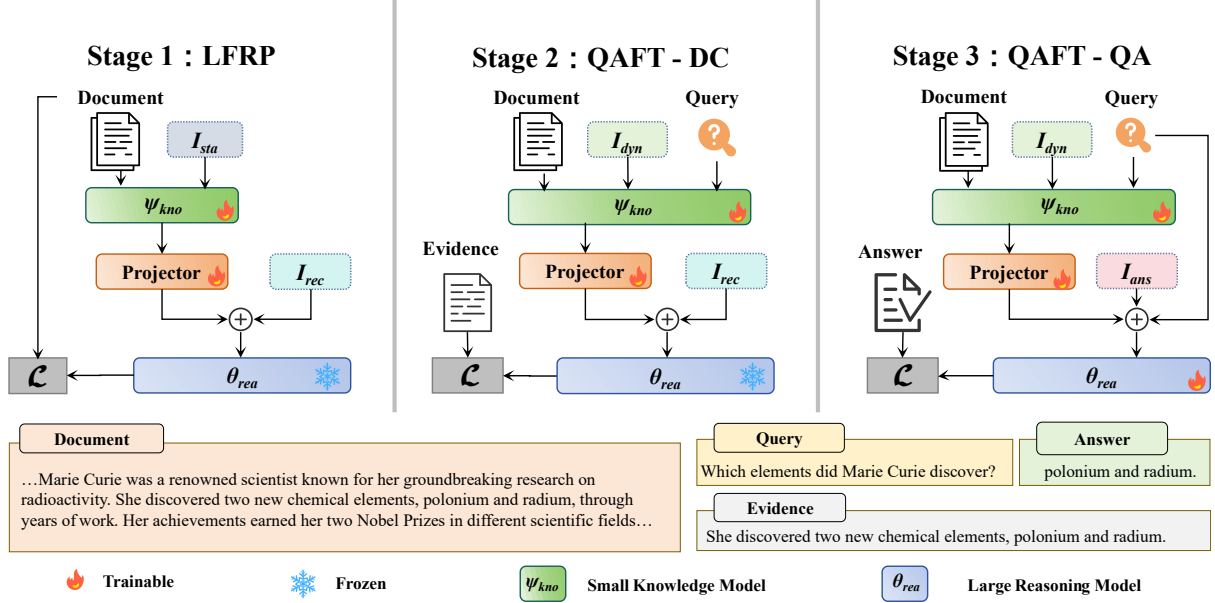 Stage 1 : LFRP
Document
I_sta
ψ_kno
Projector
I_rec
ℒ
θ_rea
Stage 2 : QAFT - DC
Document
Query
I_dyn
ψ_kno
Evidence
Projector
I_rec
ℒ
θ_rea
Stage 3 : QAFT - QA
Document
Query
I_dyn
ψ_kno
Answer
Projector
I_ans
ℒ
θ_rea
Document
…Marie Curie was a renowned scientist known for her groundbreaking research on
radioactivity. She discovered two new chemical elements, polonium and radium, through
years of work. Her achievements earned her two Nobel Prizes in different scientific fields…
Query
Which elements did Marie Curie discover?
Answer
polonium and radium.
Evidence
She discovered two new chemical elements, polonium and radium.
Trainable
Frozen
ψ_kno
Small Knowledge Model
θ_rea
Large Reasoning Model